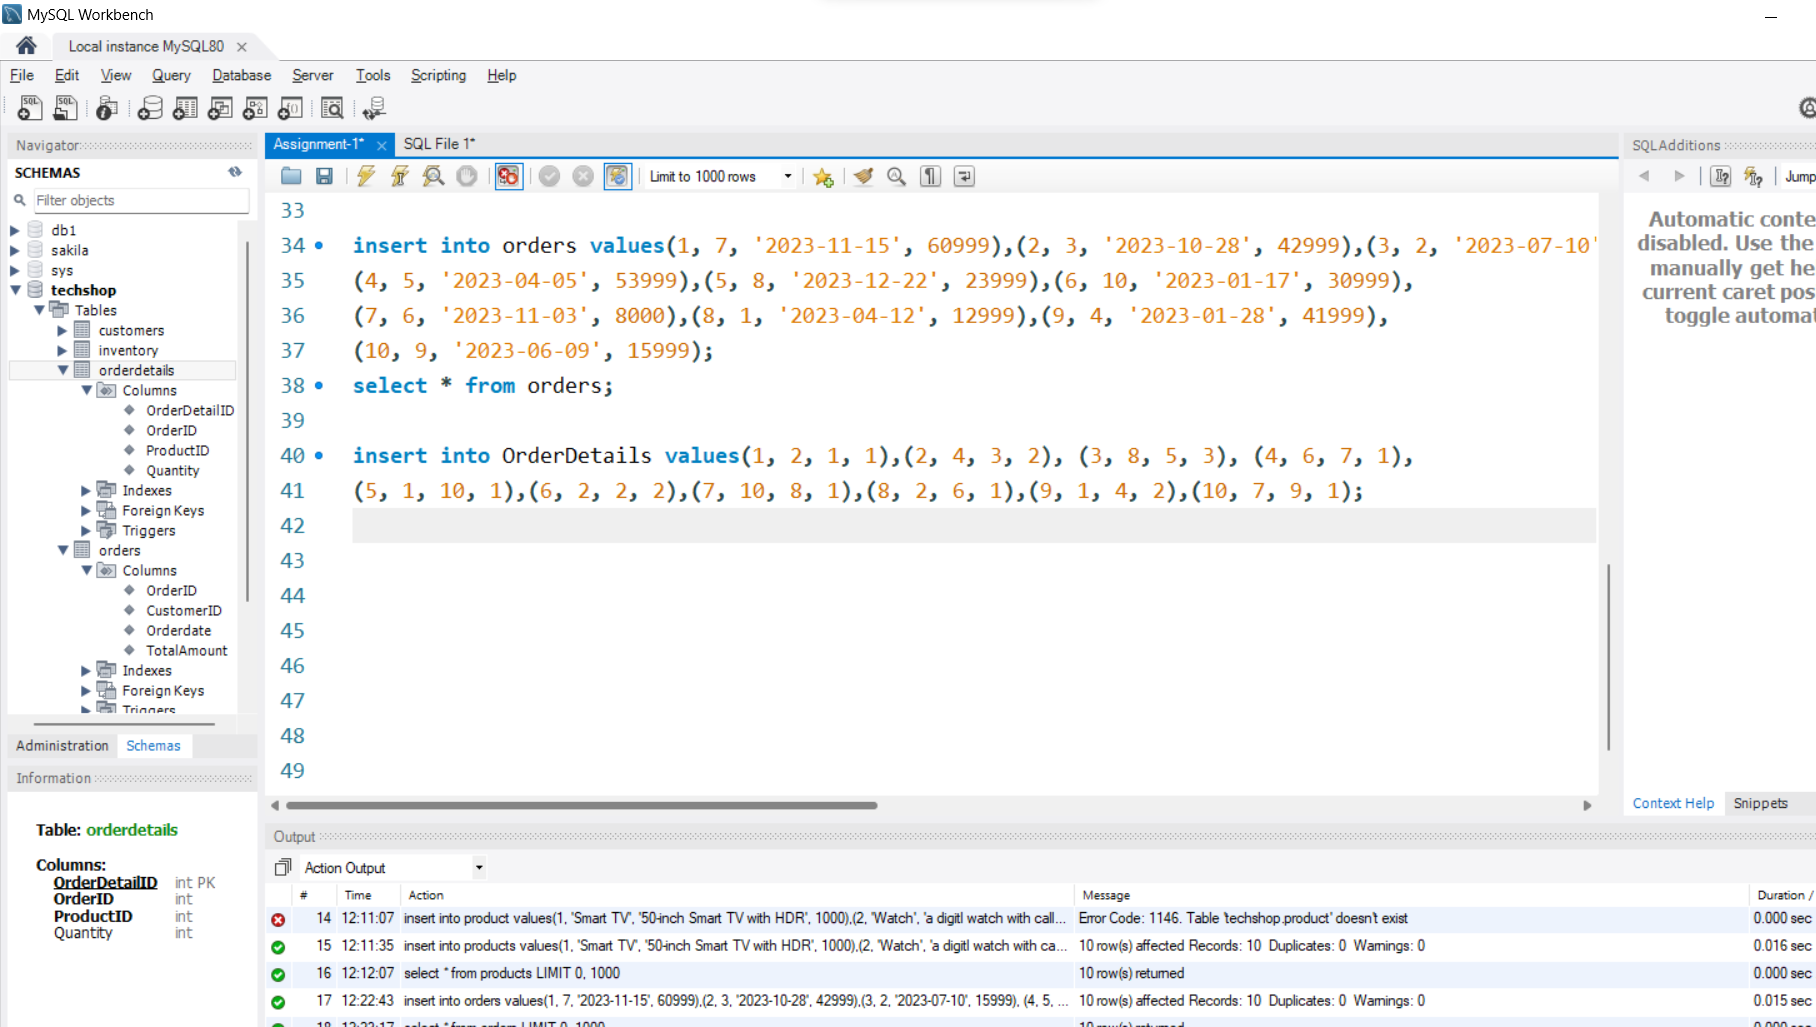 MySQL Workbench
Local instance MySQL80
File Edit View Query Database Server Tools Scripting Help
Navigator
SCHEMAS
Filter objects
db1
sakila
sys
techshop
Tables
customers
inventory
orderdetails
Columns
OrderDetailID
OrderID
ProductID
Quantity
Indexes
Foreign Keys
Triggers
orders
Columns
OrderID
CustomerID
Orderdate
TotalAmount
Indexes
Foreign Keys
Triggers
Administration Schemas
Information
Table: orderdetails
Columns:
OrderDetailID int PK
OrderID int
ProductID int
Quantity int
Assignment-1* SQL File 1*
Limit to 1000 rows
33
34 insert into orders values(1, 7, '2023-11-15', 60999),(2, 3, '2023-10-28', 42999),(3, 2, '2023-07-10'
35 (4, 5, '2023-04-05', 53999),(5, 8, '2023-12-22', 23999),(6, 10, '2023-01-17', 30999),
36 (7, 6, '2023-11-03', 8000),(8, 1, '2023-04-12', 12999),(9, 4, '2023-01-28', 41999),
37 (10, 9, '2023-06-09', 15999);
38 select * from orders;
39
40 insert into OrderDetails values(1, 2, 1, 1),(2, 4, 3, 2), (3, 8, 5, 3), (4, 6, 7, 1),
41 (5, 1, 10, 1),(6, 2, 2, 2),(7, 10, 8, 1),(8, 2, 6, 1),(9, 1, 4, 2),(10, 7, 9, 1);
42
43
44
45
46
47
48
49
SQLAdditions
Jump
Automatic conte
disabled. Use the
manually get he
current caret pos
toggle automat
Context Help Snippets
Output
Action Output
# Time Action Message Duration /
14 12:11:07 insert into product values(1, 'Smart TV', '50-inch Smart TV with HDR', 1000),(2, 'Watch', 'a digitl watch with call... Error Code: 1146. Table 'techshop.product' doesn't exist 0.000 sec
15 12:11:35 insert into products values(1, 'Smart TV', '50-inch Smart TV with HDR', 1000),(2, 'Watch', 'a digitl watch with ca... 10 row(s) affected Records: 10 Duplicates: 0 Warnings: 0 0.016 sec
16 12:12:07 select * from products LIMIT 0, 1000 10 row(s) returned 0.000 sec
17 12:22:43 insert into orders values(1, 7, '2023-11-15', 60999),(2, 3, '2023-10-28', 42999),(3, 2, '2023-07-10', 15999), (4, 5, ... 10 row(s) affected Records: 10 Duplicates: 0 Warnings: 0 0.015 sec
18 12:23:17 select * from orders LIMIT 0, 1000 10 row(s) returned 0.000 sec